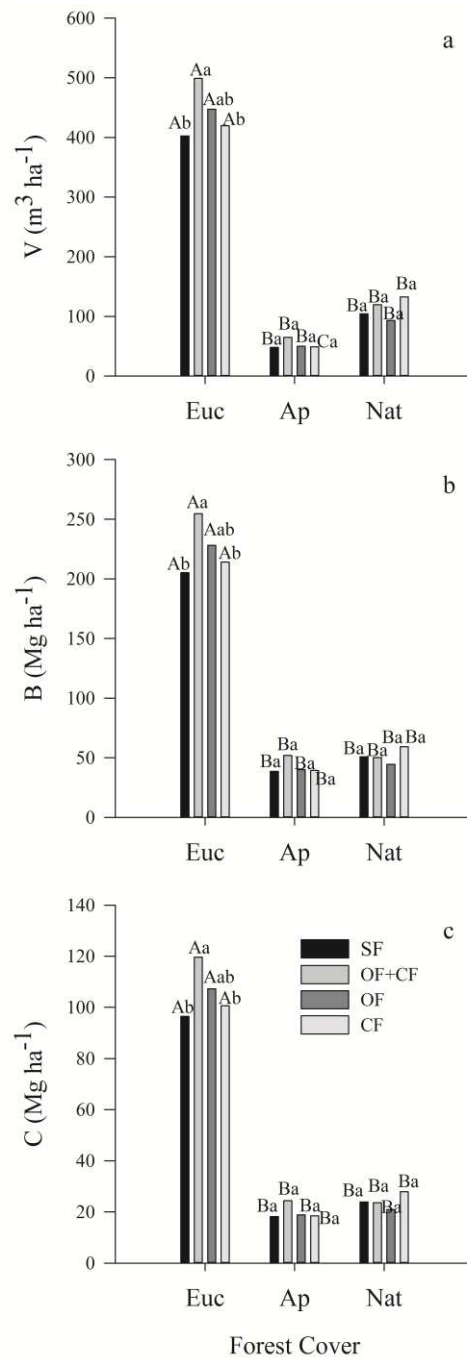 a
V (m³ ha⁻¹)
600
500
400
300
200
100
0
Ab Aa Aab Ab
Ba Ba Ba Ca
Ba Ba Ba Ba
Euc Ap Nat
b
B (Mg ha⁻¹)
300
250
200
150
100
50
0
Ab Aa Aab Ab
Ba Ba Ba Ba
Ba Ba Ba Ba
Euc Ap Nat
c
C (Mg ha⁻¹)
140
120
100
80
60
40
20
0
Ab Aa Aab Ab
Ba Ba Ba Ba
Ba Ba Ba Ba
SF
OF+CF
OF
CF
Euc Ap Nat
Forest Cover